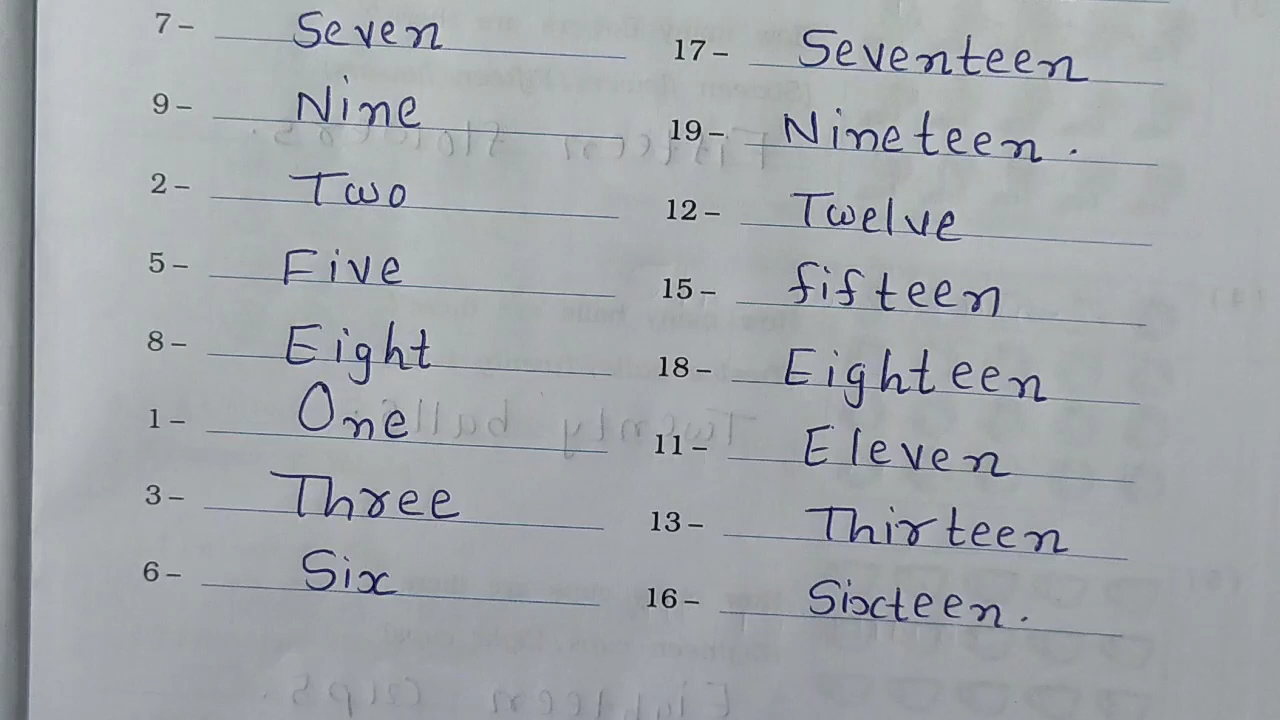 7 – Seven 17 – Seventeen
9 – Nine 19 – Nineteen.
2 – Two 12 – Twelve
5 – Five 15 – fifteen
8 – Eight 18 – Eighteen
1 – One 11 – Eleven
3 – Three 13 – Thirteen
6 – Six 16 – Sixteen.